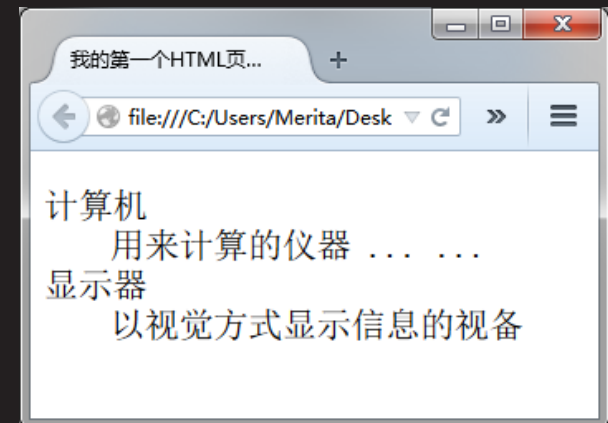 我的第一个HTML页...
file:///C:/Users/Merita/Desk
计算机
用来计算的仪器 ... ...
显示器
以视觉方式显示信息的视备